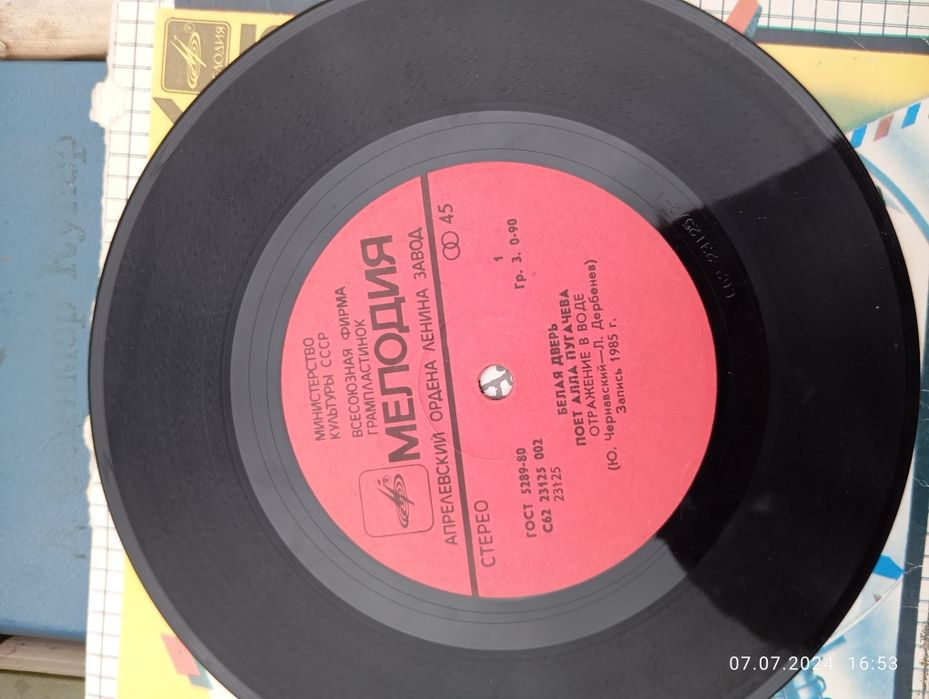 МИНИСТЕРСТВО
КУЛЬТУРЫ СССР
ВСЕСОЮЗНАЯ ФИРМА
ГРАМПЛАСТИНОК
МЕЛОДИЯ
АПРЕЛЕВСКИЙ ОРДЕНА ЛЕНИНА ЗАВОД
СТЕРЕО
45
ГОСТ 5289-80
С62 23125 002
23125
1
Гр. 3. 0-90
БЕЛАЯ ДВЕРЬ
ПОЕТ АЛЛА ПУГАЧЕВА
ОТРАЖЕНИЕ В ВОДЕ
(Ю. Чернавский—Л. Дербенев)
Запись 1985 г.
07.07.2024 16:53